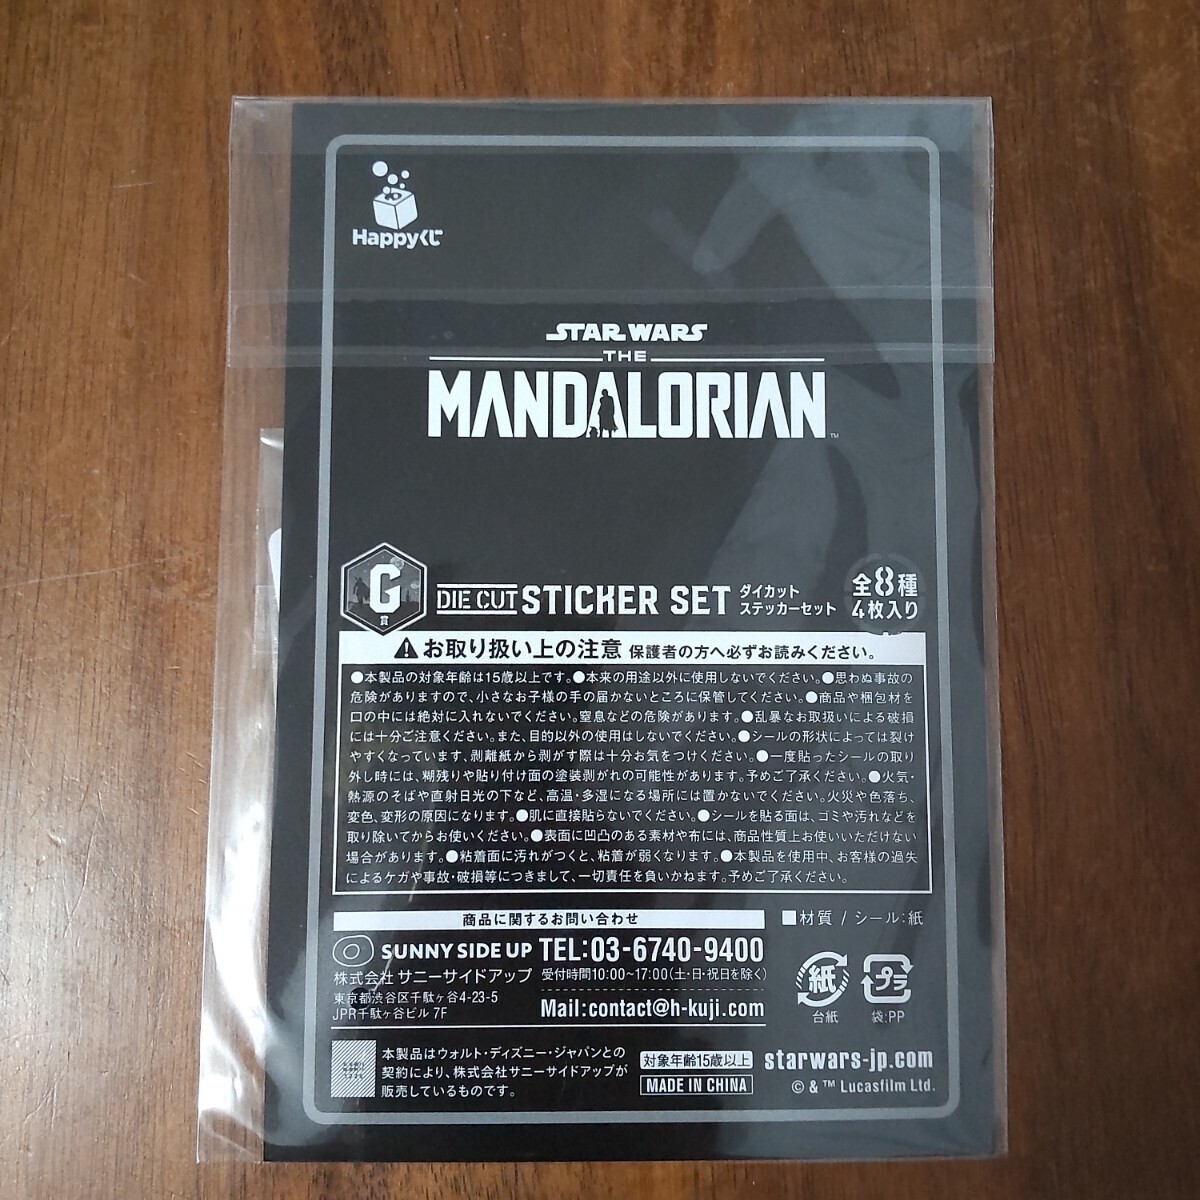 Happyくじ
STAR WARS
THE
MANDALORIAN™
G
賞
DIE CUT STICKER SET ダイカット
ステッカーセット
全8種
4枚入り
お取り扱い上の注意 保護者の方へ必ずお読みください。
●本製品の対象年齢は15歳以上です。●本来の用途以外に使用しないでください。●思わぬ事故の
危険がありますので、小さなお子様の手の届かないところに保管してください。●商品や梱包材を
口の中には絶対に入れないでください。窒息などの危険があります。●乱暴なお取扱いによる破損
には十分ご注意ください。また、目的以外の使用はしないでください。●シールの形状によっては裂け
やすくなっています、剥離紙から剥がす際は十分お気をつけください。●一度貼ったシールの取り
外し時には、糊残りや貼り付け面の塗装剥がれの可能性があります。予めご了承ください。●火気・
熱源のそばや直射日光の下など、高温・多湿になる場所には置かないでください。火災や色落ち、
変色、変形の原因になります。●肌に直接貼らないでください。●シールを貼る面は、ゴミや汚れなどを
取り除いてからお使いください。●表面に凹凸のある素材や布には、商品性質上お使いいただけない
場合があります。●粘着面に汚れがつくと、粘着が弱くなります。●本製品を使用中、お客様の過失
によるケガや事故・破損等につきまして、一切責任を負いかねます。予めご了承ください。
商品に関するお問い合わせ
SUNNY SIDE UP
株式会社 サニーサイドアップ
東京都渋谷区千駄ヶ谷4-23-5
JPR千駄ヶ谷ビル 7F
TEL:03-6740-9400
受付時間10:00~17:00(土・日・祝日を除く)
Mail:contact@h-kuji.com
■材質 / シール:紙
紙
台紙
プラ
袋:PP
本製品はウォルト・ディズニー・ジャパンとの
契約により、株式会社サニーサイドアップが
販売しているものです。
対象年齢15歳以上
MADE IN CHINA
starwars-jp.com
© & ™ Lucasfilm Ltd.